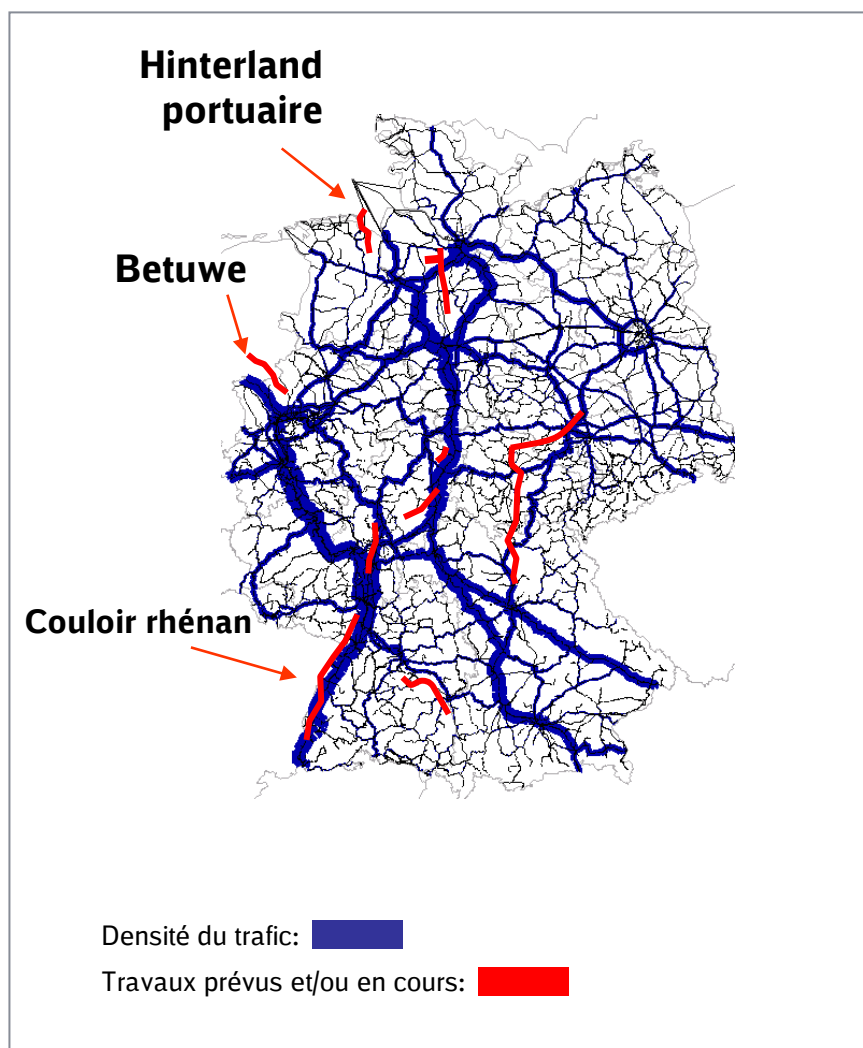 Hinterland
portuaire
Betuwe
Couloir rhénan
Densité du trafic:
Travaux prévus et/ou en cours: